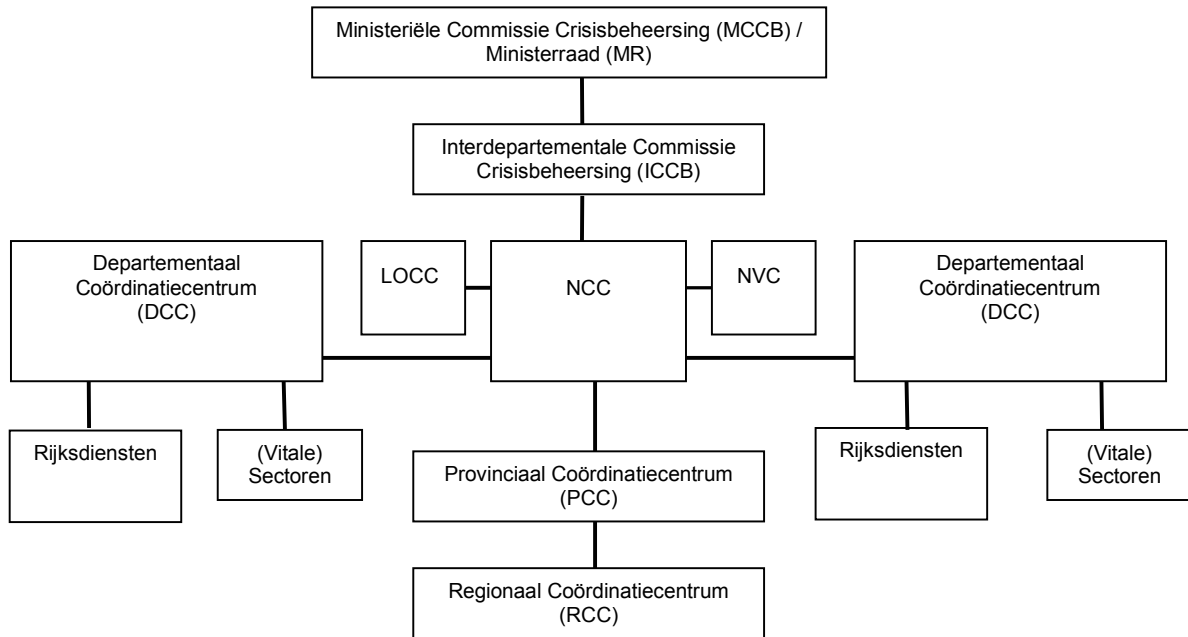 Ministeriële Commissie Crisisbeheersing (MCCB) /
Ministerraad (MR)
Interdepartementale Commissie
Crisisbeheersing (ICCB)
Departementaal
Coördinatiecentrum
(DCC)
LOCC
NCC
NVC
Departementaal
Coördinatiecentrum
(DCC)
Rijksdiensten
(Vitale)
Sectoren
Provinciaal Coördinatiecentrum
(PCC)
Rijksdiensten
(Vitale)
Sectoren
Regionaal Coördinatiecentrum
(RCC)